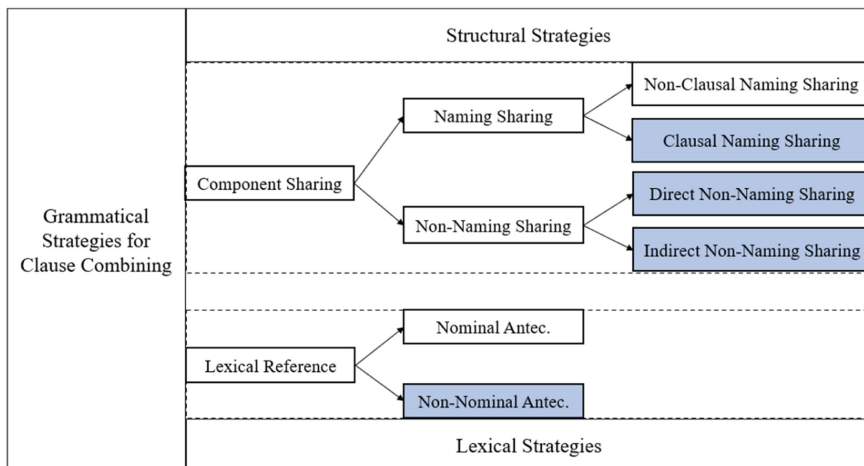 Structural Strategies
Non-Clausal Naming Sharing
Naming Sharing
Clausal Naming Sharing
Component Sharing
Direct Non-Naming Sharing
Non-Naming Sharing
Indirect Non-Naming Sharing
Grammatical
Strategies for
Clause Combining
Nominal Antec.
Lexical Reference
Non-Nominal Antec.
Lexical Strategies